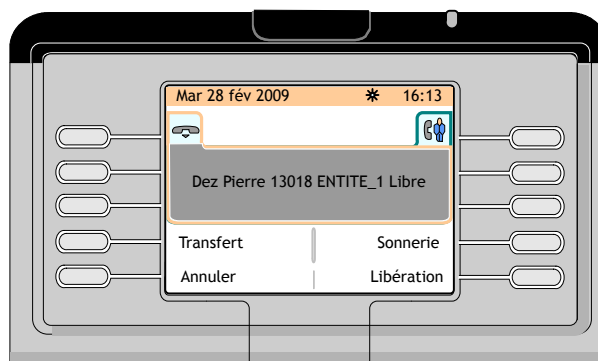 Mar 28 fév 2009 16:13
Dez Pierre 13018 ENTITE_1 Libre
Transfert Sonnerie
Annuler Libération